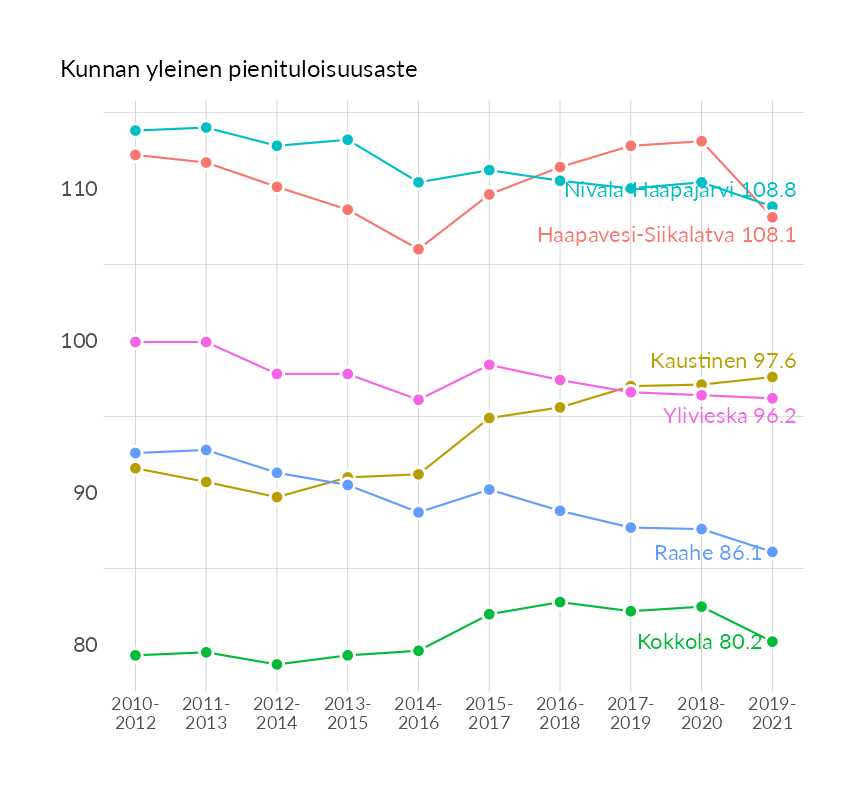 Kunnan yleinen pienituloisuusaste
110
Nivala-Haapajärvi 108.8
Haapavesi-Siikalatva 108.1
100
Kaustinen 97.6
Ylivieska 96.2
90
Raahe 86.1
80
Kokkola 80.2
2010- 2011- 2012- 2013- 2014- 2015- 2016- 2017- 2018- 2019-
2012 2013 2014 2015 2016 2017 2018 2019 2020 2021